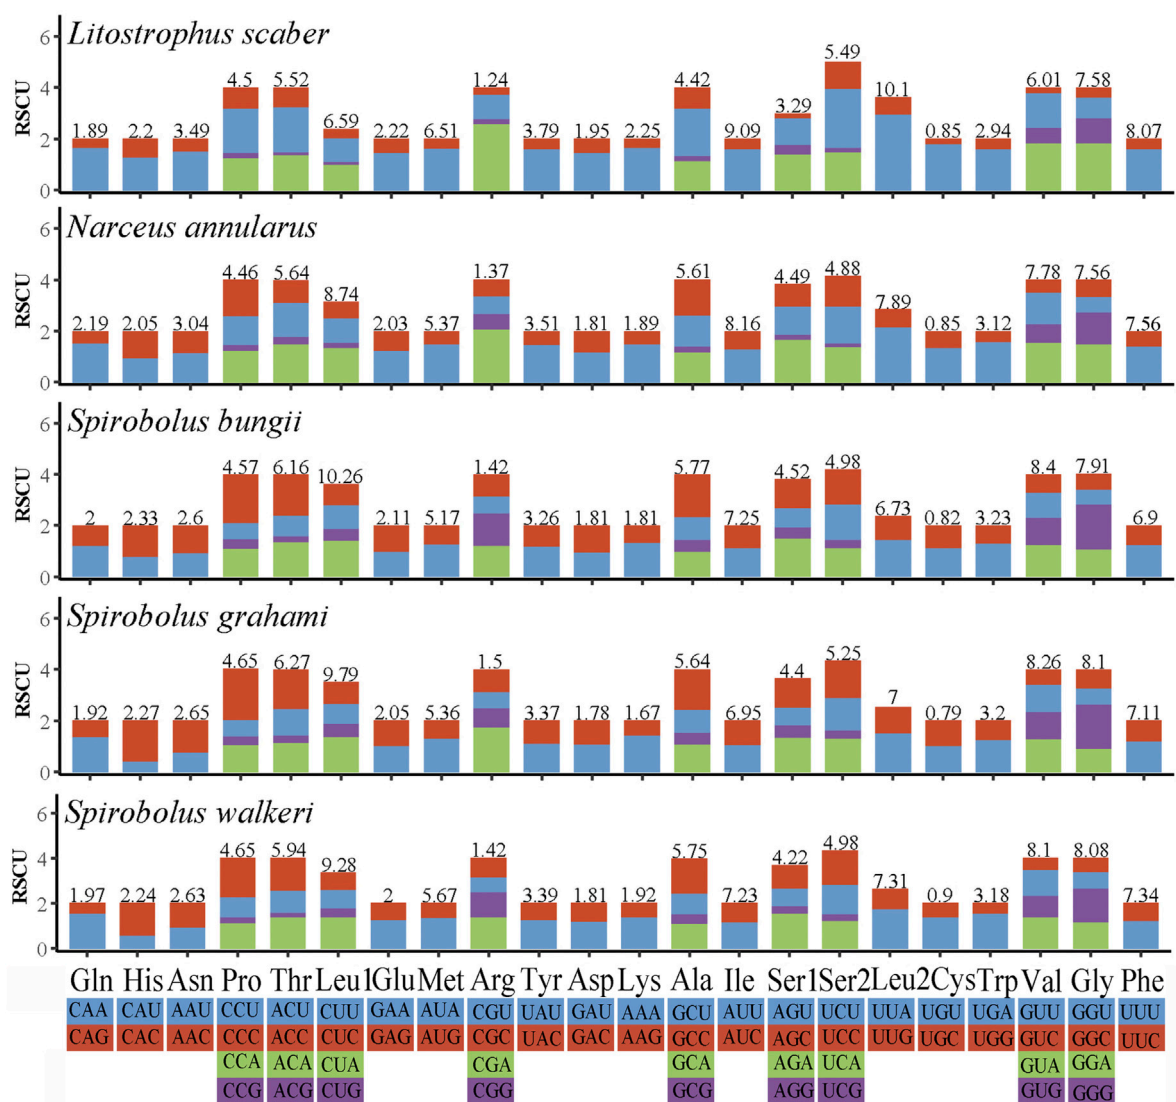 Litostrophus scaber
RSCU
6
4
2
0
1.89 2.2 3.49 4.5 5.52 6.59 2.22 6.51 1.24 3.79 1.95 2.25 4.42 9.09 3.29 5.49 10.1 0.85 2.94 6.01 7.58 8.07
Narceus annularus
RSCU
6
4
2
0
2.19 2.05 3.04 4.46 5.64 8.74 2.03 5.37 1.37 3.51 1.81 1.89 5.61 8.16 4.49 4.88 7.89 0.85 3.12 7.78 7.56 7.56
Spirobolus bungii
RSCU
6
4
2
0
2 2.33 2.6 4.57 6.16 10.26 2.11 5.17 1.42 3.26 1.81 1.81 5.77 7.25 4.52 4.98 6.73 0.82 3.23 8.4 7.91 6.9
Spirobolus grahami
RSCU
6
4
2
0
1.92 2.27 2.65 4.65 6.27 9.79 2.05 5.36 1.5 3.37 1.78 1.67 5.64 6.95 4.4 5.25 7 0.79 3.2 8.26 8.1 7.11
Spirobolus walkeri
RSCU
6
4
2
0
1.97 2.24 2.63 4.65 5.94 9.28 2 5.67 1.42 3.39 1.81 1.92 5.75 7.23 4.22 4.98 7.31 0.9 3.18 8.1 8.08 7.34
Gln His Asn Pro Thr Leu1 Glu Met Arg Tyr Asp Lys Ala Ile Ser1 Ser2 Leu2 Cys Trp Val Gly Phe
CAA CAU AAU CCU ACU CUU GAA AUA CGU UAU GAU AAA GCU AUU AGU UCU UUA UGU UGA GUU GGU UUU
CAG CAC AAC CCC ACC CUC GAG AUG CGC UAC GAC AAG GCC AUC AGC UCC UUG UGC UGG GUC GGC UUC
CCA ACA CUA CGA GCA AGA UCA GUA GGA
CCG ACG CUG CGG GCG AGG UCG GUG GGG